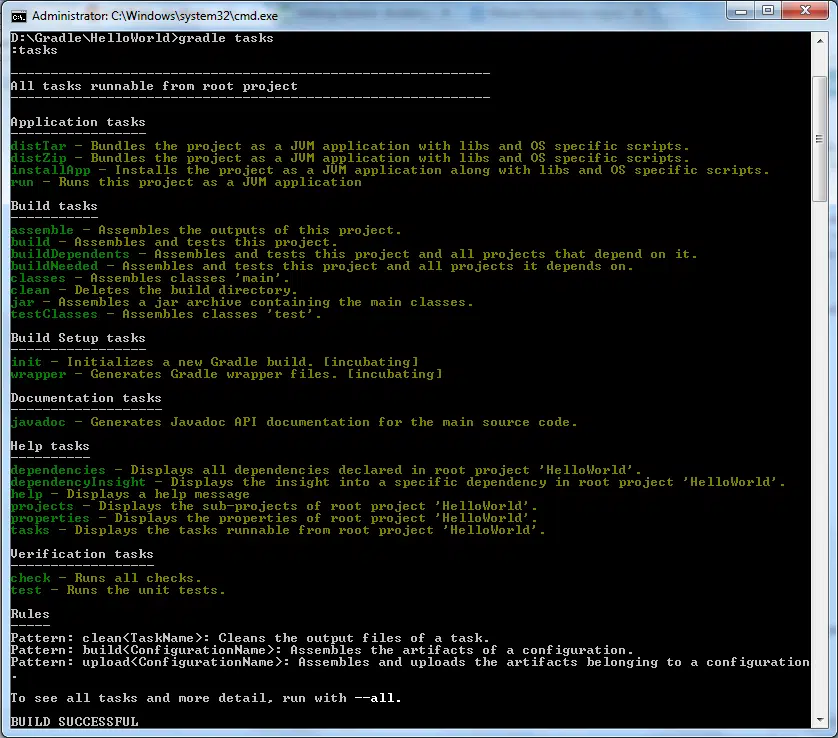 Administrator: C:\Windows\system32\cmd.exe
D:\Gradle\HelloWorld>gradle tasks
:tasks
------------------------------------------------------------
All tasks runnable from root project
------------------------------------------------------------
Application tasks
-----------------
distTar - Bundles the project as a JVM application with libs and OS specific scripts.
distZip - Bundles the project as a JVM application with libs and OS specific scripts.
installApp - Installs the project as a JVM application along with libs and OS specific scripts.
run - Runs this project as a JVM application
Build tasks
-----------
assemble - Assembles the outputs of this project.
build - Assembles and tests this project.
buildDependents - Assembles and tests this project and all projects that depend on it.
buildNeeded - Assembles and tests this project and all projects it depends on.
classes - Assembles classes 'main'.
clean - Deletes the build directory.
jar - Assembles a jar archive containing the main classes.
testClasses - Assembles classes 'test'.
Build Setup tasks
-----------------
init - Initializes a new Gradle build. [incubating]
wrapper - Generates Gradle wrapper files. [incubating]
Documentation tasks
-------------------
javadoc - Generates Javadoc API documentation for the main source code.
Help tasks
----------
dependencies - Displays all dependencies declared in root project 'HelloWorld'.
dependencyInsight - Displays the insight into a specific dependency in root project 'HelloWorld'.
help - Displays a help message
projects - Displays the sub-projects of root project 'HelloWorld'.
properties - Displays the properties of root project 'HelloWorld'.
tasks - Displays the tasks runnable from root project 'HelloWorld'.
Verification tasks
------------------
check - Runs all checks.
test - Runs the unit tests.
Rules
-----
Pattern: clean<TaskName>: Cleans the output files of a task.
Pattern: build<ConfigurationName>: Assembles the artifacts of a configuration.
Pattern: upload<ConfigurationName>: Assembles and uploads the artifacts belonging to a configuration
.
To see all tasks and more detail, run with --all.
BUILD SUCCESSFUL